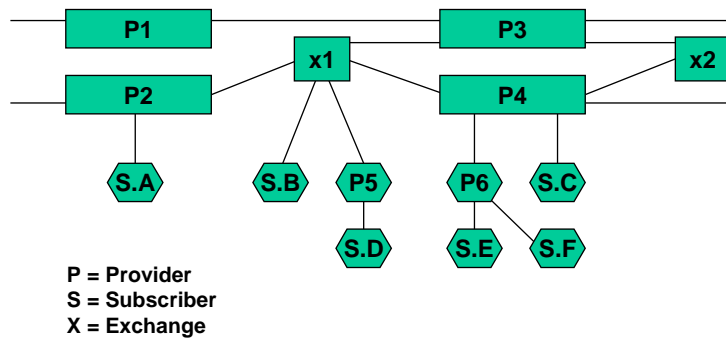 P1
P3
x1
x2
P2
P4
S.A
S.B
P5
P6
S.C
S.D
S.E
S.F
P = Provider
S = Subscriber
X = Exchange